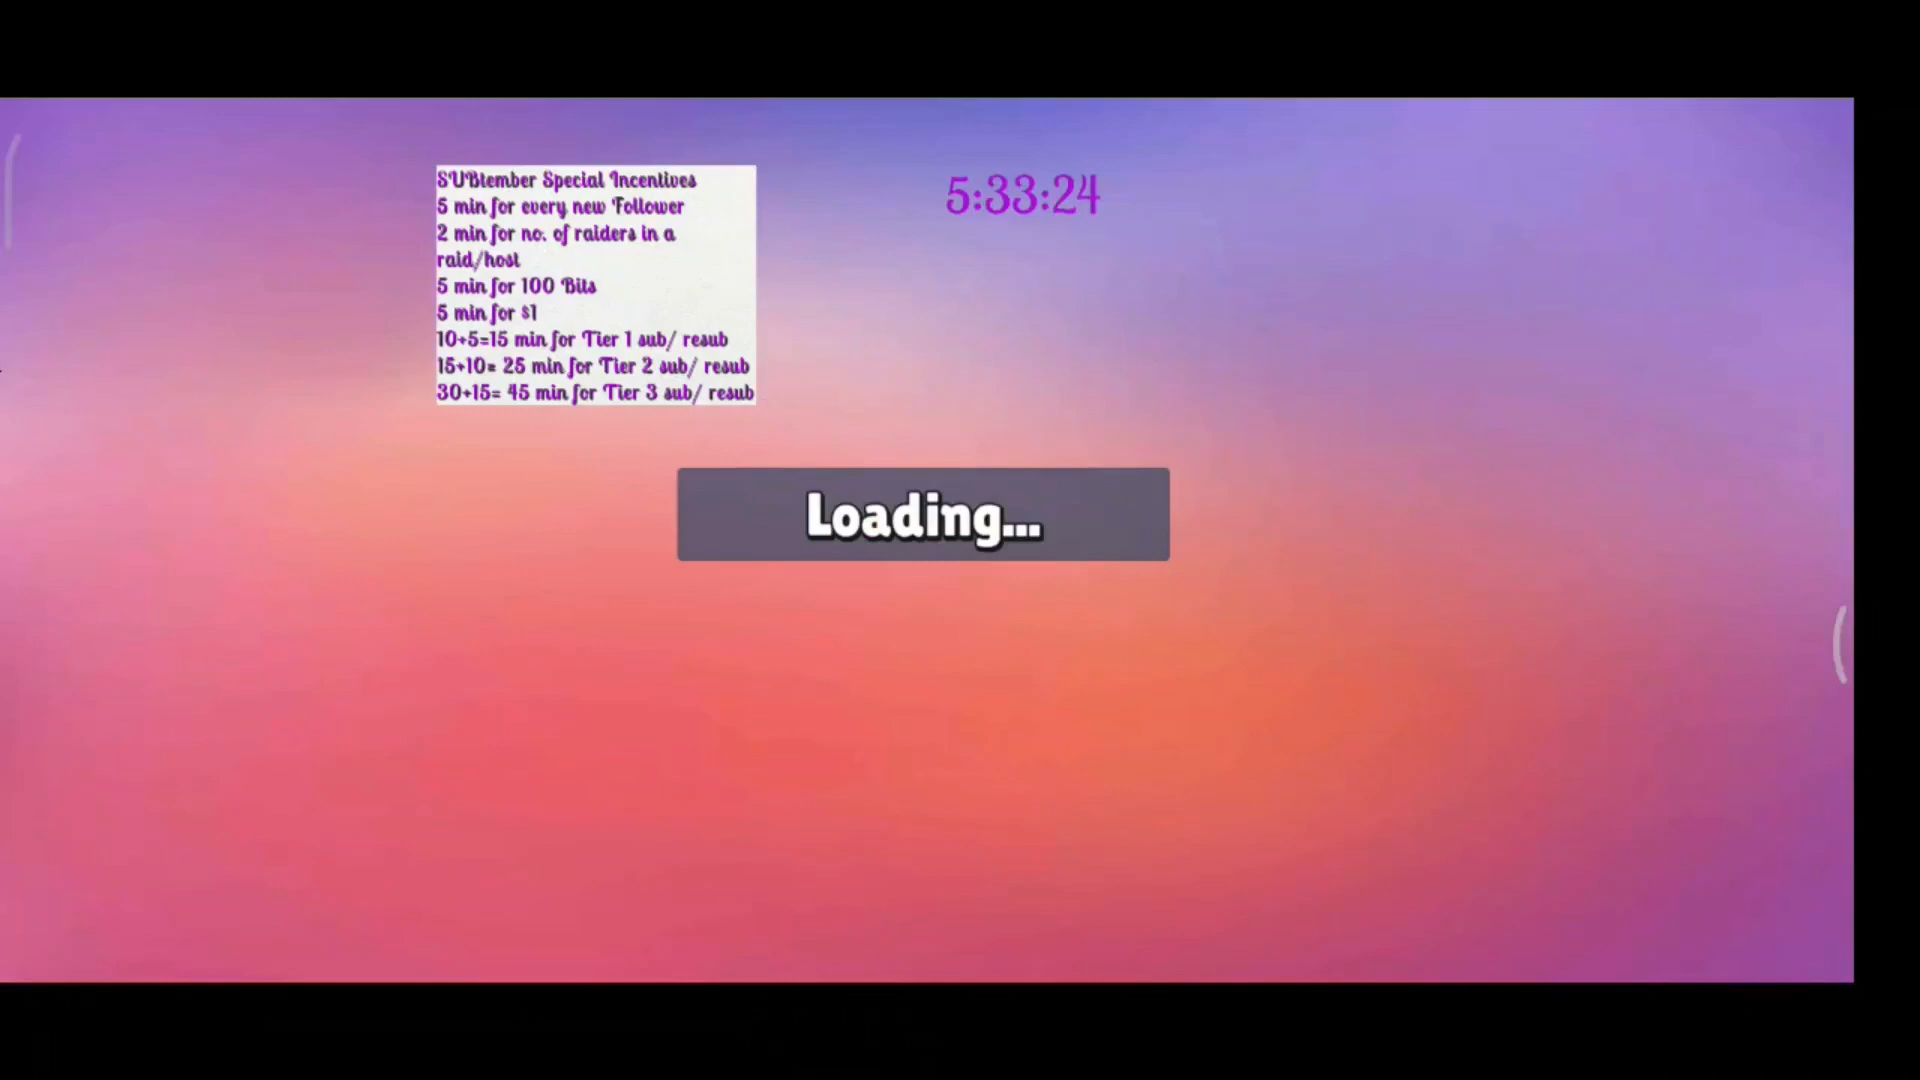 SUBtember Special Incentives
5 min for every new Follower
2 min for no. of raiders in a
raid/host
5 min for 100 Bits
5 min for $1
10+5=15 min for Tier 1 sub/ resub
15+10= 25 min for Tier 2 sub/ resub
30+15= 45 min for Tier 3 sub/ resub
5:33:24
Loading...